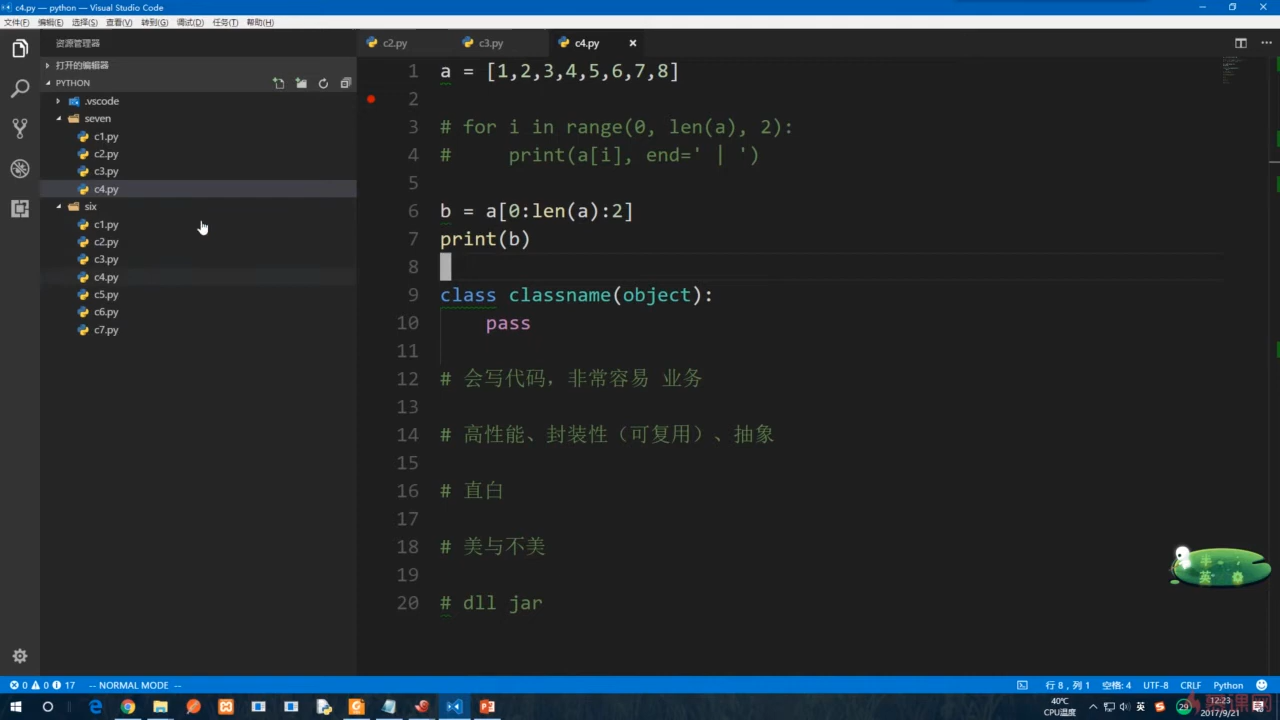 c4.py — python — Visual Studio Code
文件(F) 编辑(E) 选择(S) 查看(V) 转到(G) 调试(D) 任务(T) 帮助(H)
资源管理器
打开的编辑器
PYTHON
.vscode
seven
c1.py
c2.py
c3.py
c4.py
six
c1.py
c2.py
c3.py
c4.py
c5.py
c6.py
c7.py
c2.py c3.py c4.py
1 a = [1,2,3,4,5,6,7,8]
2
3 # for i in range(0, len(a), 2):
4 #     print(a[i], end=' | ')
5
6 b = a[0:len(a):2]
7 print(b)
8
9 class classname(object):
10     pass
11
12 # 会写代码，非常容易 业务
13
14 # 高性能、封装性（可复用）、抽象
15
16 # 直白
17
18 # 美与不美
19
20 # dll jar
英
0 0 17 -- NORMAL MODE --
行 8，列 1 空格: 4 UTF-8 CRLF Python
40℃
CPU温度
英
29
12:23
2017/9/21
慕课网